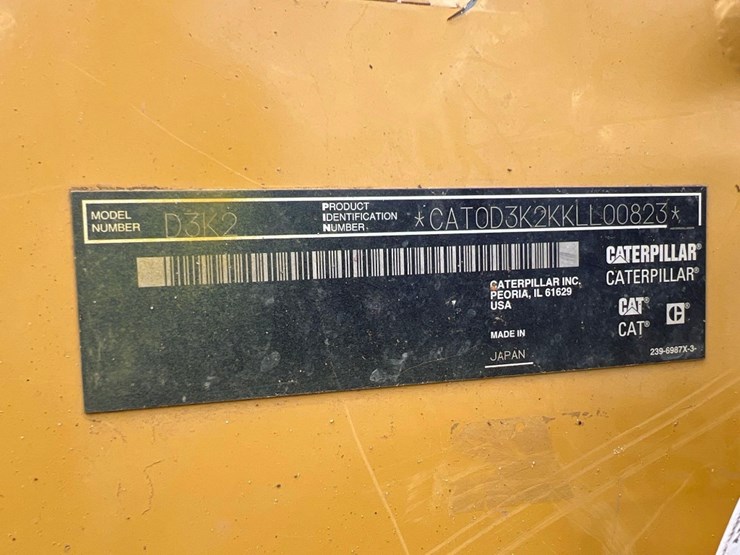 MODEL NUMBER D3K2
PRODUCT IDENTIFICATION NUMBER *CAT0D3K2KKLL00823*
CATERPILLAR®
CATERPILLAR®
CATERPILLAR INC.
PEORIA, IL 61629
USA
CAT® C®
CAT®
MADE IN
JAPAN
239-6987X-3-